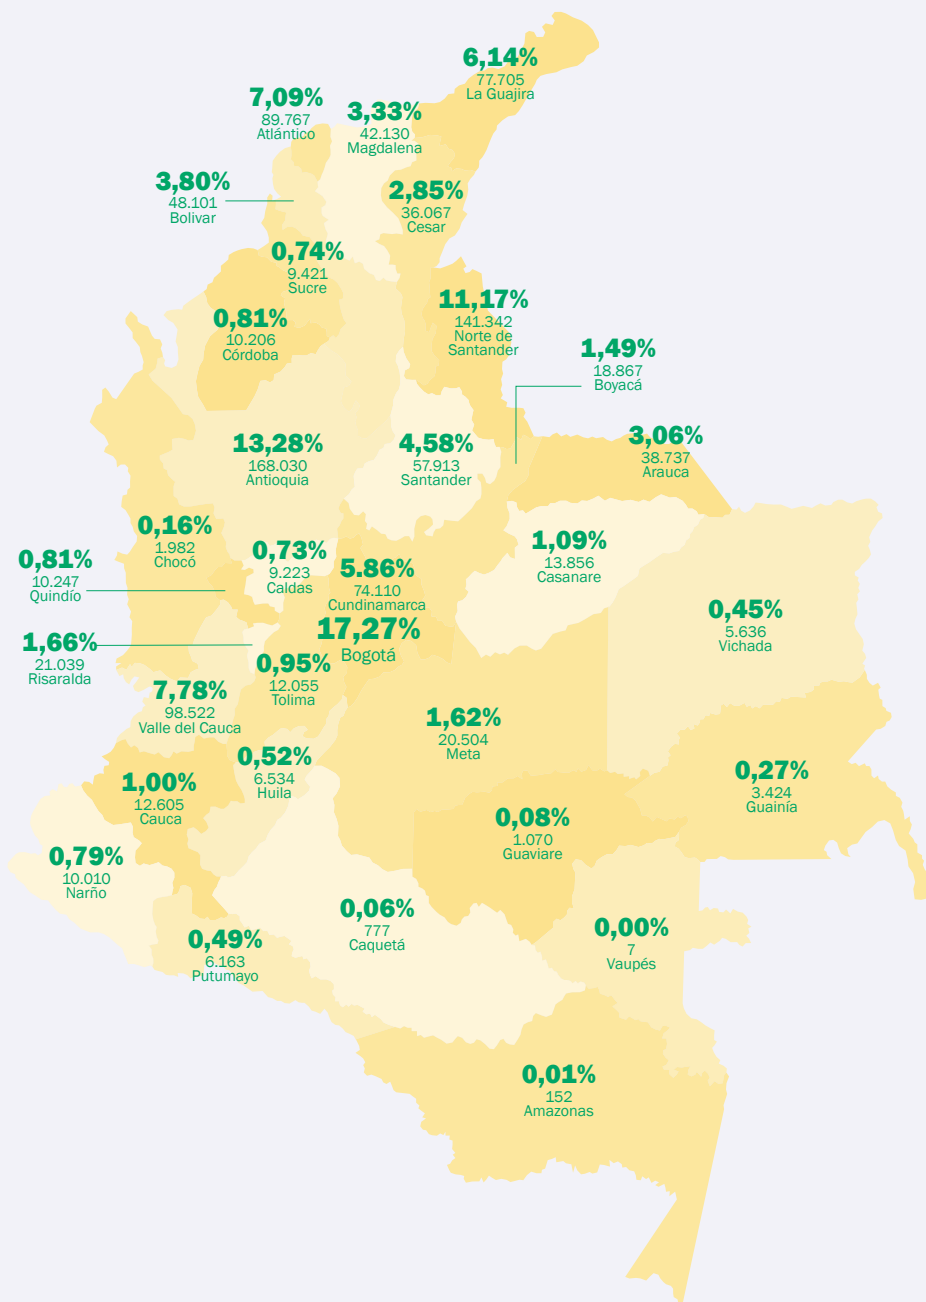 6,14%
77.705
La Guajira
7,09%
89.767
Atlántico
3,33%
42.130
Magdalena
3,80%
48.101
Bolivar
2,85%
36.067
Cesar
0,74%
9.421
Sucre
11,17%
141.342
Norte de
Santander
0,81%
10.206
Córdoba
1,49%
18.867
Boyacá
13,28%
168.030
Antioquia
4,58%
57.913
Santander
3,06%
38.737
Arauca
0,16%
1.982
Chocó
0,81%
10.247
Quindío
0,73%
9.223
Caldas
5.86%
74.110
Cundinamarca
1,09%
13.856
Casanare
17,27%
Bogotá
0,45%
5.636
Vichada
1,66%
21.039
Risaralda
0,95%
12.055
Tolima
7,78%
98.522
Valle del Cauca
1,62%
20.504
Meta
0,52%
6.534
Huila
1,00%
12.605
Cauca
0,27%
3.424
Guainía
0,08%
1.070
Guaviare
0,79%
10.010
Narño
0,06%
777
Caquetá
0,49%
6.163
Putumayo
0,00%
7
Vaupés
0,01%
152
Amazonas